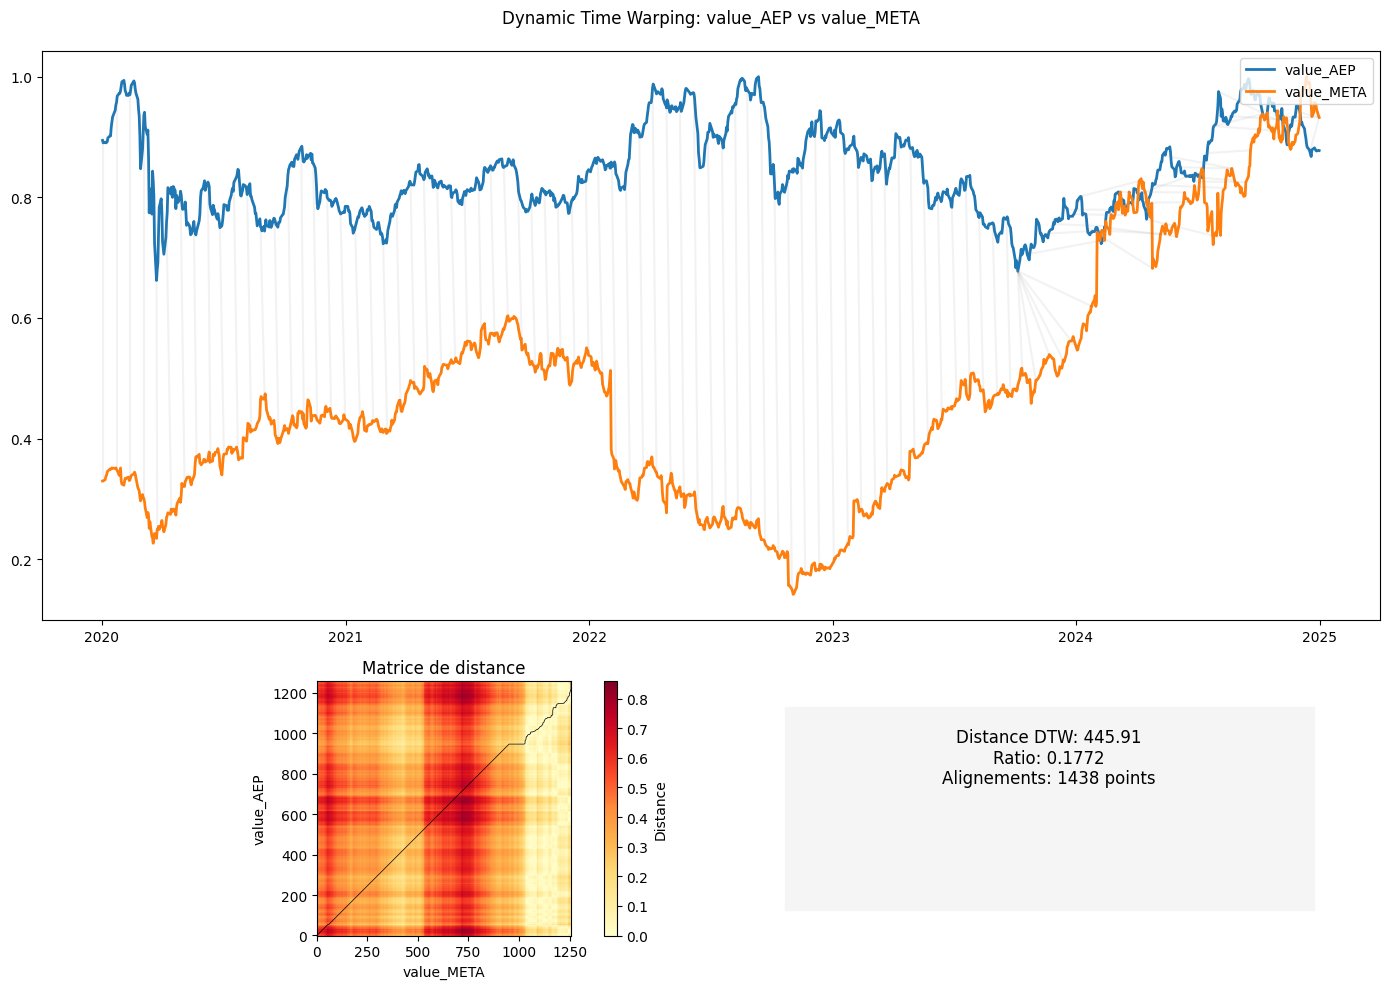 Dynamic Time Warping: value_AEP vs value_META
1.0
0.8
0.6
0.4
0.2
value_AEP
value_META
2020 2021 2022 2023 2024 2025
Matrice de distance
value_AEP
1200
1000
800
600
400
200
0
0 250 500 750 1000 1250
value_META
0.8
0.7
0.6
0.5
0.4
0.3
0.2
0.1
0.0
Distance
Distance DTW: 445.91
Ratio: 0.1772
Alignements: 1438 points